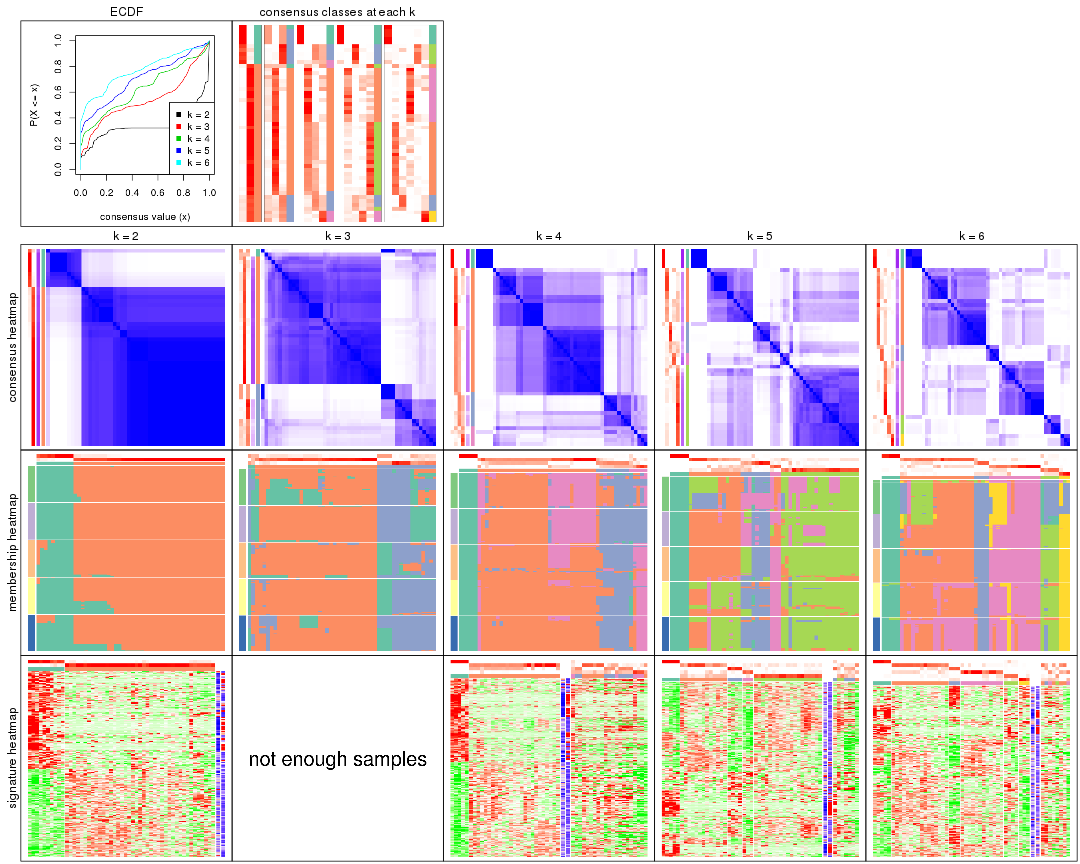 ECDF
consensus classes at each k
P(X <= x)
1.0
0.8
0.6
0.4
0.2
0.0
k = 2
k = 3
k = 4
k = 5
k = 6
0.0 0.2 0.4 0.6 0.8 1.0
consensus value (x)
k = 2
k = 3
k = 4
k = 5
k = 6
consensus heatmap
membership heatmap
signature heatmap
not enough samples